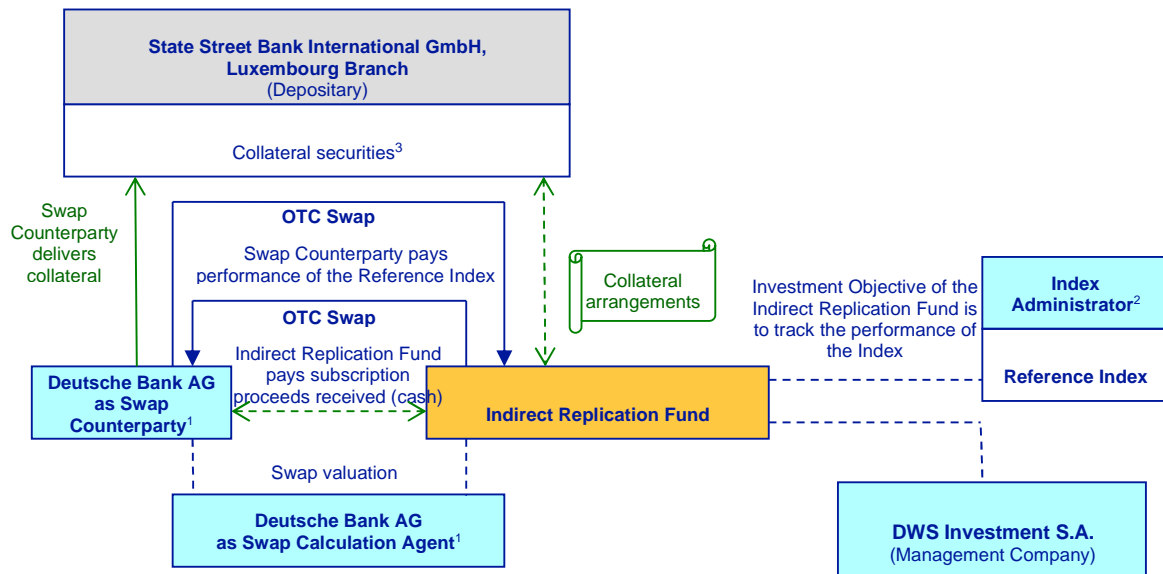 State Street Bank International GmbH,
Luxembourg Branch
(Depositary)
Collateral securities³
Swap
Counterparty
delivers
collateral
OTC Swap
Swap Counterparty pays
performance of the Reference Index
OTC Swap
Indirect Replication Fund
pays subscription
proceeds received (cash)
Collateral
arrangements
Investment Objective of the
Indirect Replication Fund is
to track the performance of
the Index
Index
Administrator²
Reference Index
Deutsche Bank AG
as Swap
Counterparty¹
Indirect Replication Fund
Swap valuation
Deutsche Bank AG
as Swap Calculation Agent¹
DWS Investment S.A.
(Management Company)